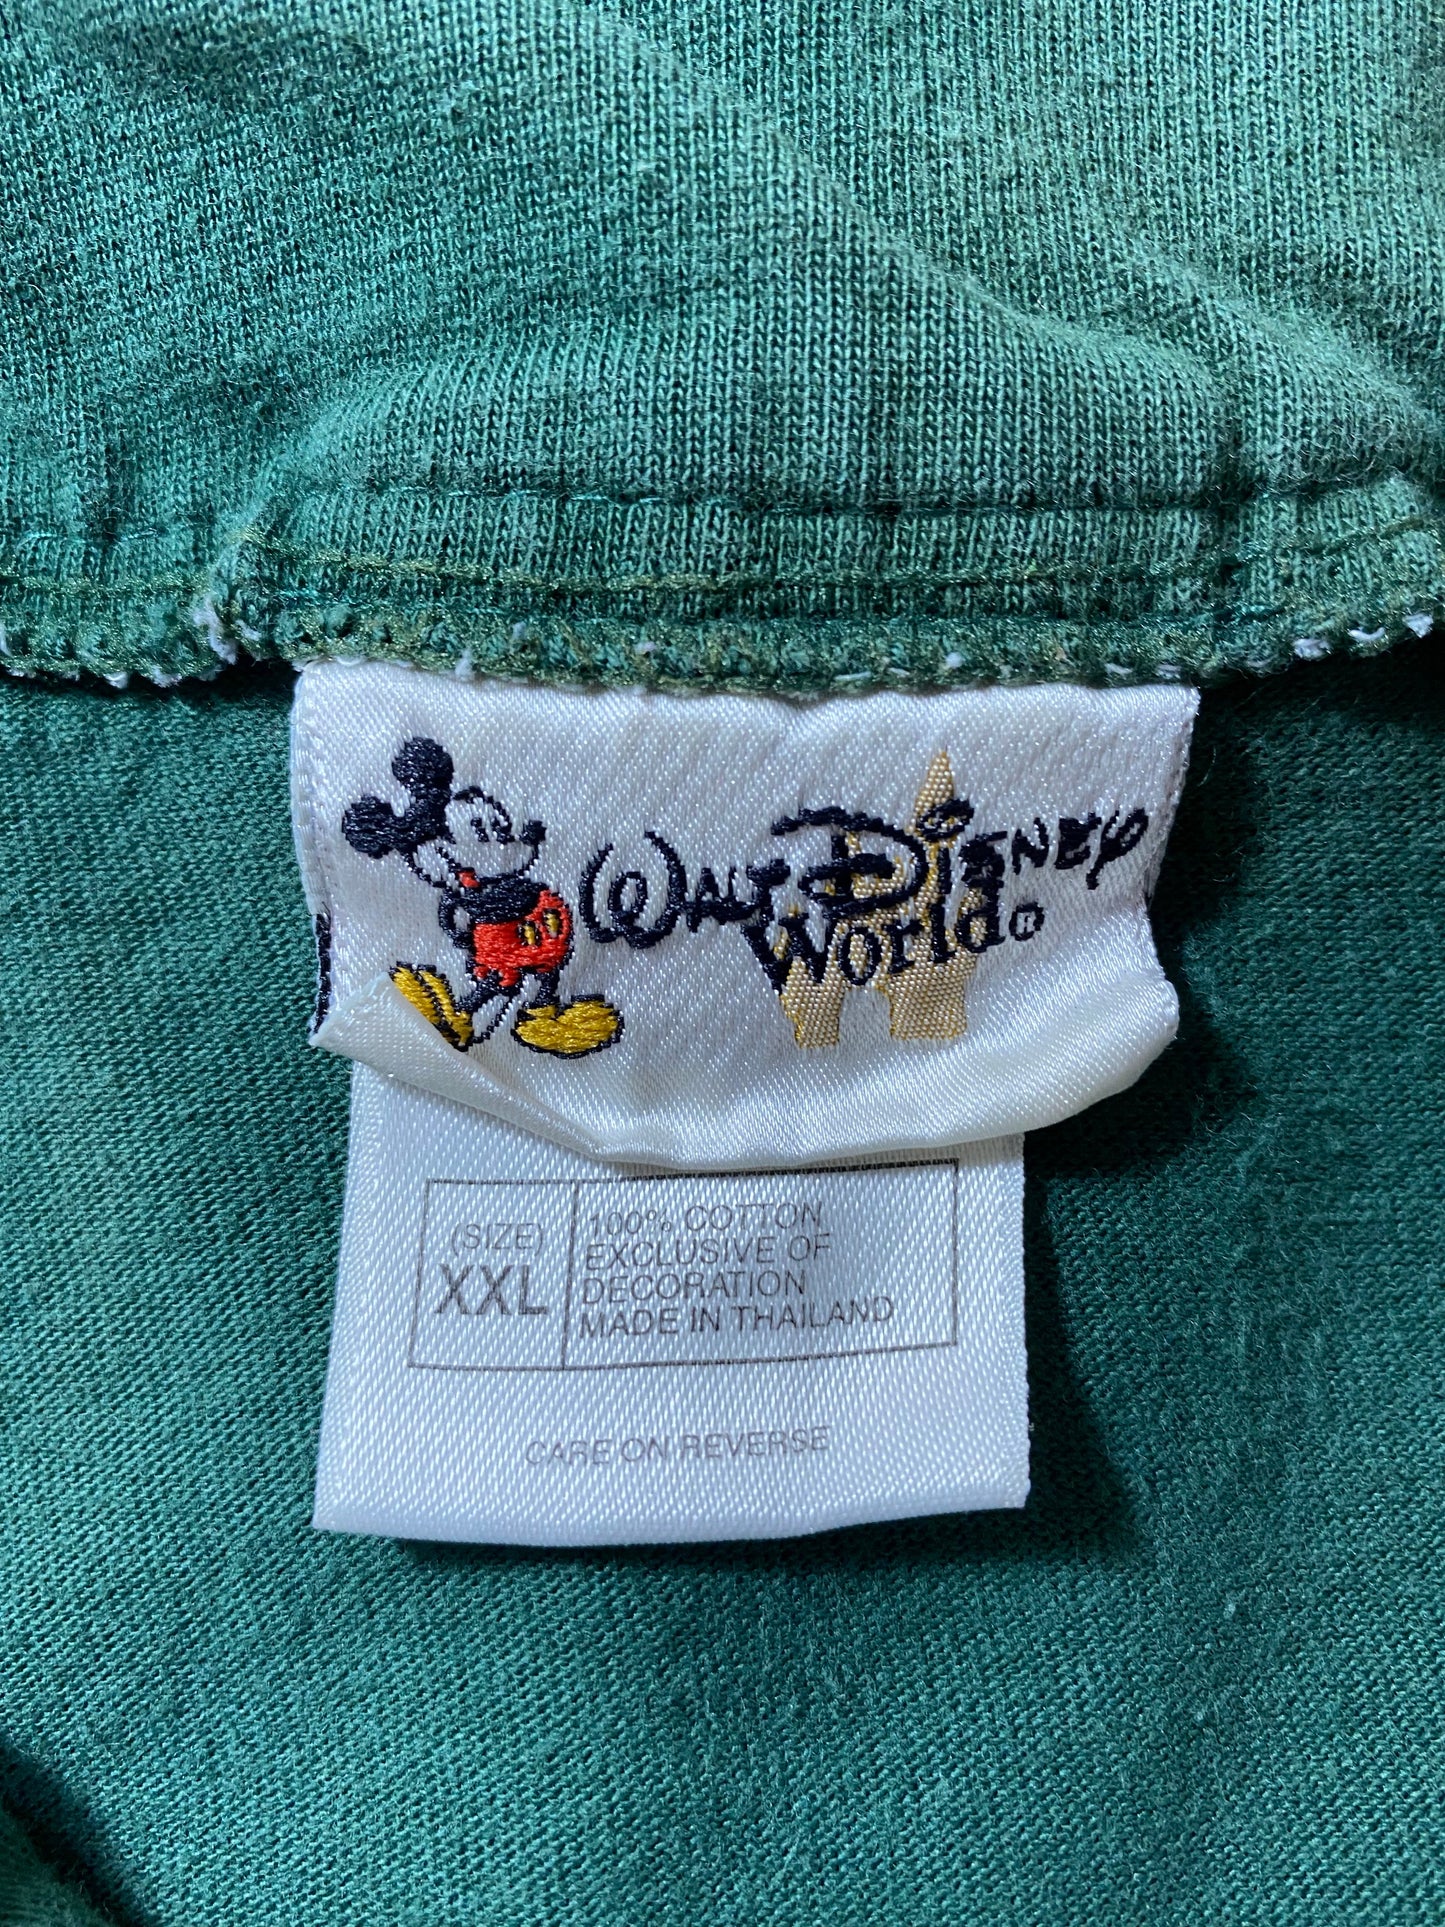 WALT DISNEY
World®
(SIZE)
XXL
100% COTTON
EXCLUSIVE OF
DECORATION
MADE IN THAILAND
CARE ON REVERSE